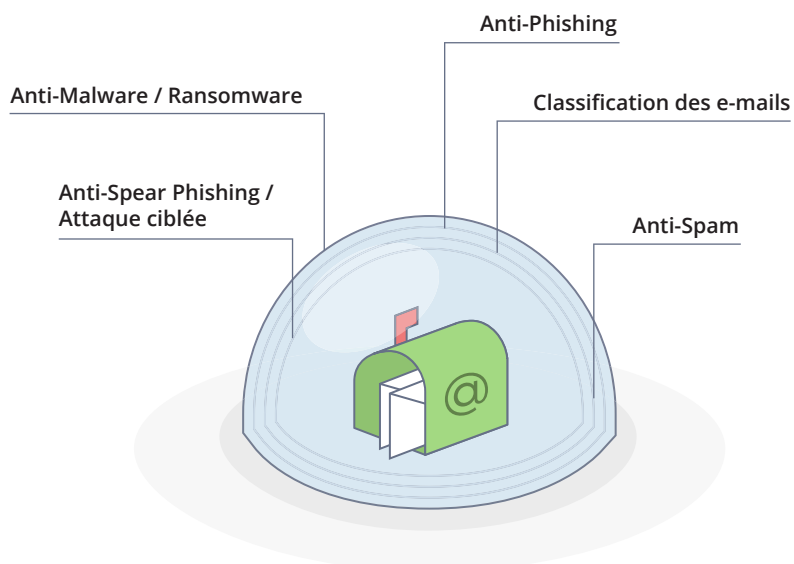 Anti-Phishing
Anti-Malware / Ransomware
Classification des e-mails
Anti-Spear Phishing /
Attaque ciblée
Anti-Spam
@